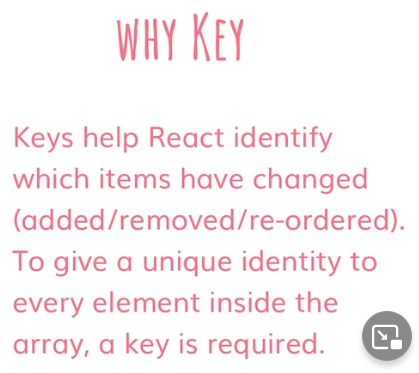 WHY KEY
Keys help React identify
which items have changed
(added/removed/re-ordered).
To give a unique identity to
every element inside the
array, a key is required.